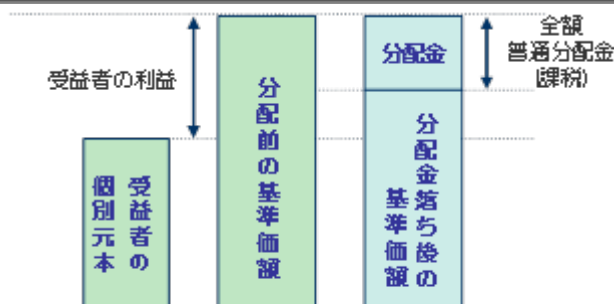 受益者の利益
受益者の
個別元本
分配前の基準価額
分配金
分配金落ち後の
基準価額
全額
普通分配金
(課税)